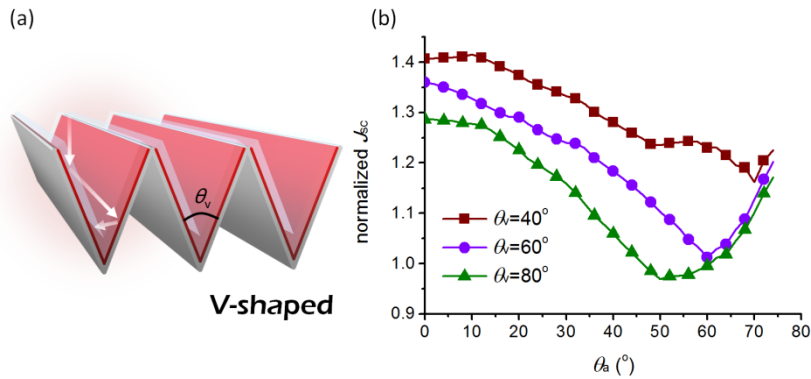 (a)
(b)
θv
V-shaped
normalized Jsc
1.4
1.3
1.2
1.1
1.0
0.9
θv=40°
θv=60°
θv=80°
0 10 20 30 40 50 60 70 80
θa (°)